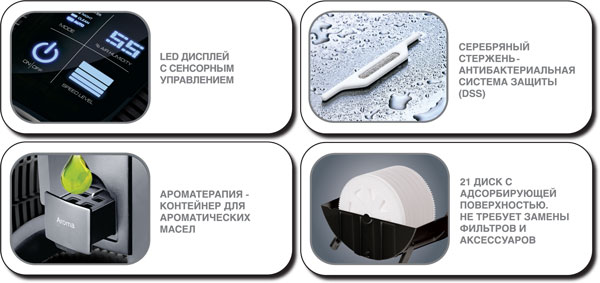 MODE
55
% AIR HUMIDITY
ON/OFF
SPEED LEVEL
LED ДИСПЛЕЙ
С СЕНСОРНЫМ
УПРАВЛЕНИЕМ
СЕРЕБРЯНЫЙ
СТЕРЖЕНЬ-
АНТИБАКТЕРИАЛЬНАЯ
СИСТЕМА ЗАЩИТЫ
(DSS)
Aroma
АРОМАТЕРАПИЯ -
КОНТЕЙНЕР ДЛЯ
АРОМАТИЧЕСКИХ
МАСЕЛ
21 ДИСК С
АДСОРБИРУЮЩЕЙ
ПОВЕРХНОСТЬЮ.
НЕ ТРЕБУЕТ ЗАМЕНЫ
ФИЛЬТРОВ И
АКСЕССУАРОВ